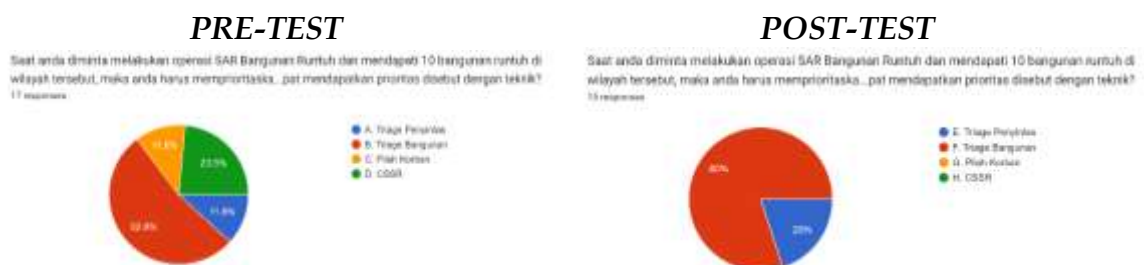 PRE-TEST
Saat anda diminta melakukan operasi SAR Bangunan Runtuh dan mendapati 10 bangunan runtuh di
wilayah tersebut, maka anda harus memprioritaska...pat mendapatkan prioritas disebut dengan teknik?
17 responses
11,8%
23,5%
11,8%
52,9%
A. Triage Penyintas
B. Triage Bangunan
C. Pilah Korban
D. CSSR
POST-TEST
Saat anda diminta melakukan operasi SAR Bangunan Runtuh dan mendapati 10 bangunan runtuh di
wilayah tersebut, maka anda harus memprioritaska...pat mendapatkan prioritas disebut dengan teknik?
15 responses
80%
20%
E. Triage Penyintas
F. Triage Bangunan
G. Pilah Korban
H. CSSR